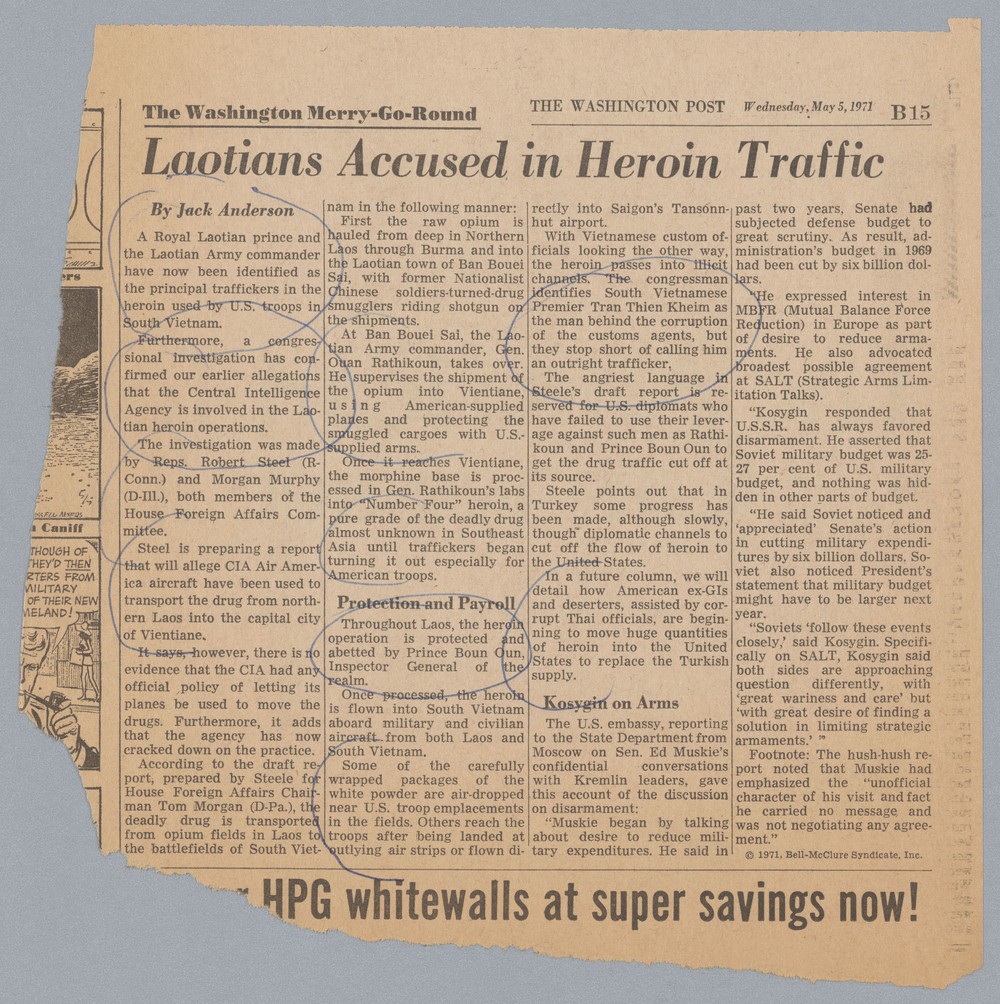 The Washington Merry-Go-Round
THE WASHINGTON POST Wednesday, May 5, 1971 B15
Laotians Accused in Heroin Traffic
By Jack Anderson
A Royal Laotian prince and
the Laotian Army commander
have now been identified as
the principal traffickers in the
heroin used by U.S. troops in
South Vietnam.
Furthermore, a congres-
sional investigation has con-
firmed our earlier allegations
that the Central Intelligence
Agency is involved in the Lao-
tian heroin operations.
The investigation was made
by Reps. Robert Steel (R-
Conn.) and Morgan Murphy
(D-Ill.), both members of the
House Foreign Affairs Com-
mittee.
Steel is preparing a report
that will allege CIA Air Amer-
ica aircraft have been used to
transport the drug from north-
ern Laos into the capital city
of Vientiane.
It says, however, there is no
evidence that the CIA had any
official policy of letting its
planes be used to move the
drugs. Furthermore, it adds
that the agency has now
cracked down on the practice.
According to the draft re-
port, prepared by Steele for
House Foreign Affairs Chair-
man Tom Morgan (D-Pa.), the
deadly drug is transported
from opium fields in Laos to
the battlefields of South Viet-
nam in the following manner:
First the raw opium is
hauled from deep in Northern
Laos through Burma and into
the Laotian town of Ban Bouei
Sai, with former Nationalist
Chinese soldiers-turned-drug
smugglers riding shotgun on
the shipments.
At Ban Bouei Sai, the Lao-
tian Army commander, Gen.
Ouan Rathikoun, takes over.
He supervises the shipment of
the opium into Vientiane,
using American-supplied
planes and protecting the
smuggled cargoes with U.S.-
supplied arms.
Once it reaches Vientiane,
the morphine base is proc-
essed in Gen. Rathikoun's labs
into "Number Four" heroin, a
pure grade of the deadly drug
almost unknown in Southeast
Asia until traffickers began
turning it out especially for
American troops.
Protection and Payroll
Throughout Laos, the heroin
operation is protected and
abetted by Prince Boun Oun,
Inspector General of the
realm.
Once processed, the heroin
is flown into South Vietnam
aboard military and civilian
aircraft from both Laos and
South Vietnam.
Some of the carefully
wrapped packages of the
white powder are air-dropped
near U.S. troop emplacements
in the fields. Others reach the
troops after being landed at
outlying air strips or flown di-
rectly into Saigon's Tansonn-
hut airport.
With Vietnamese custom of-
ficials looking the other way,
the heroin passes into illicit
channels. The congressman
identifies South Vietnamese
Premier Tran Thien Kheim as
the man behind the corruption
of the customs agents, but
they stop short of calling him
an outright trafficker,
The angriest language in
Steele's draft report is re-
served for U.S. diplomats who
have failed to use their lever-
age against such men as Rathi-
koun and Prince Boun Oun to
get the drug traffic cut off at
its source.
Steele points out that in
Turkey some progress has
been made, although slowly,
though diplomatic channels to
cut off the flow of heroin to
the United States.
In a future column, we will
detail how American ex-GIs
and deserters, assisted by cor-
rupt Thai officials, are begin-
ning to move huge quantities
of heroin into the United
States to replace the Turkish
supply.
Kosygin on Arms
The U.S. embassy, reporting
to the State Department from
Moscow on Sen. Ed Muskie's
confidential conversations
with Kremlin leaders, gave
this account of the discussion
on disarmament:
"Muskie began by talking
about desire to reduce mili-
tary expenditures. He said in
past two years, Senate had
subjected defense budget to
great scrutiny. As result, ad-
ministration's budget in 1969
had been cut by six billion dol-
lars.
"He expressed interest in
MBFR (Mutual Balance Force
Reduction) in Europe as part
of desire to reduce arma-
ments. He also advocated
broadest possible agreement
at SALT (Strategic Arms Lim-
itation Talks).
"Kosygin responded that
U.S.S.R. has always favored
disarmament. He asserted that
Soviet military budget was 25-
27 per cent of U.S. military
budget, and nothing was hid-
den in other parts of budget.
"He said Soviet noticed and
'appreciated' Senate's action
in cutting military expendi-
tures by six billion dollars. So-
viet also noticed President's
statement that military budget
might have to be larger next
year.
"Soviets 'follow these events
closely,' said Kosygin. Specifi-
cally on SALT, Kosygin said
both sides are approaching
question differently, with
'great wariness and care' but
'with great desire of finding a
solution in limiting strategic
armaments.' "
Footnote: The hush-hush re-
port noted that Muskie had
emphasized the "unofficial
character of his visit and fact
he carried no message and
was not negotiating any agree-
ment."
© 1971, Bell-McClure Syndicate, Inc.
HPG whitewalls at super savings now!
ers
Caniff
THOUGH OF
THEY'D THEN
RTERS FROM
MILITARY
OF THEIR NEW
MELAND!